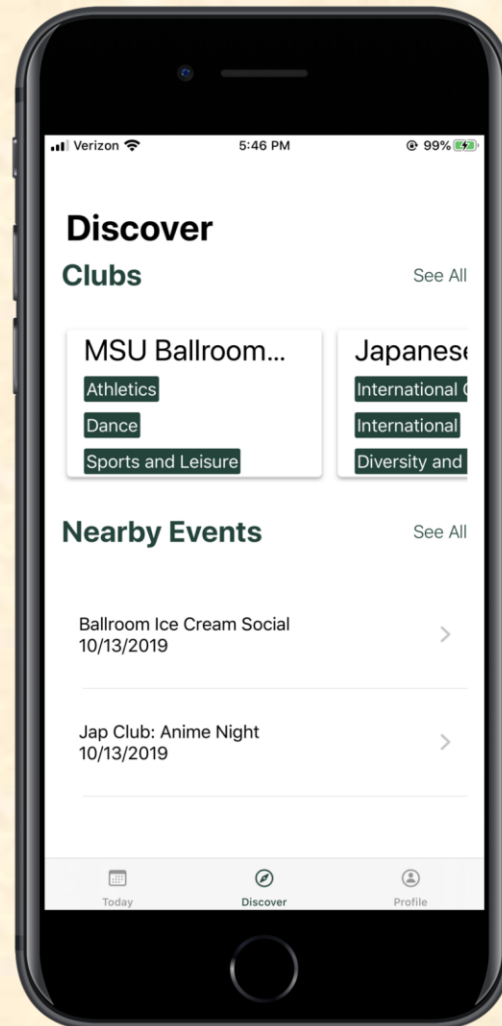 Verizon 5:46 PM 99%
Discover
Clubs See All
MSU Ballroom... Japanese
Athletics International
Dance International
Sports and Leisure Diversity and
Nearby Events See All
Ballroom Ice Cream Social
10/13/2019
Jap Club: Anime Night
10/13/2019
Today Discover Profile